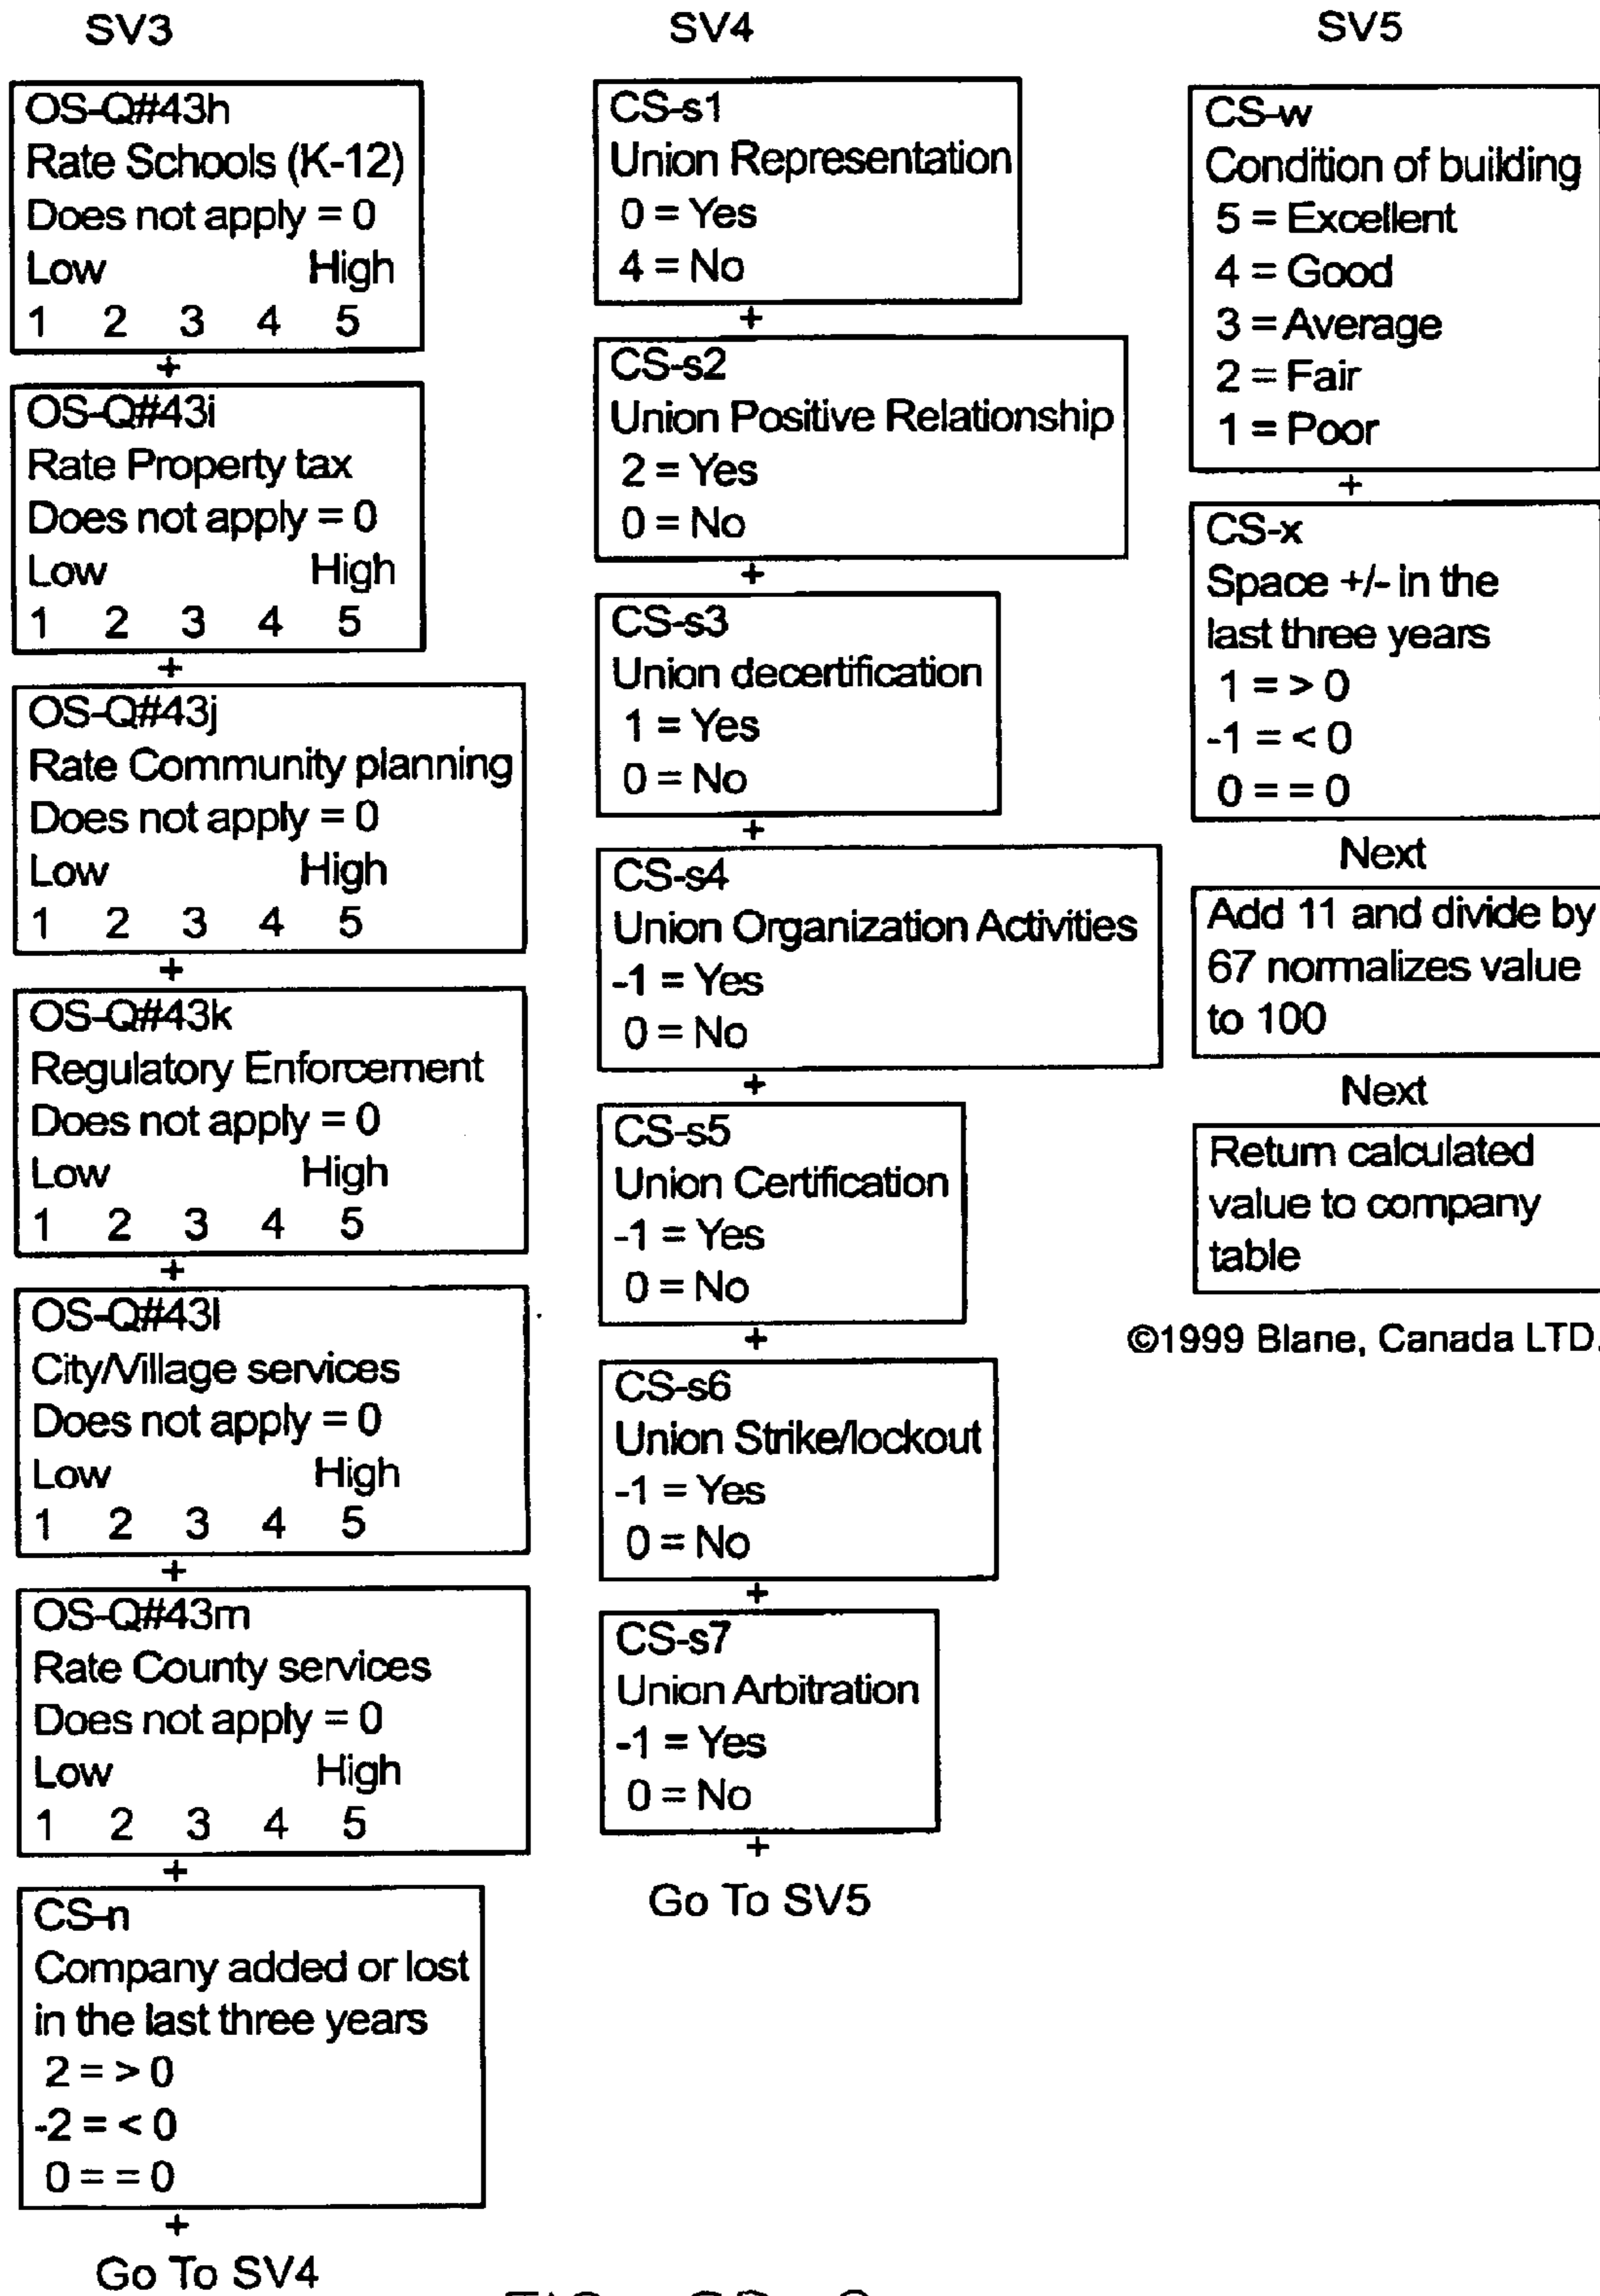 SV3
OS-Q#43h
Rate Schools (K-12)
Does not apply = 0
Low High
1 2 3 4 5
+
OS-Q#43i
Rate Property tax
Does not apply = 0
Low High
1 2 3 4 5
+
OS-Q#43j
Rate Community planning
Does not apply = 0
Low High
1 2 3 4 5
+
OS-Q#43k
Regulatory Enforcement
Does not apply = 0
Low High
1 2 3 4 5
+
OS-Q#43l
City/Village services
Does not apply = 0
Low High
1 2 3 4 5
+
OS-Q#43m
Rate County services
Does not apply = 0
Low High
1 2 3 4 5
+
CS-n
Company added or lost
in the last three years
2 = > 0
-2 = < 0
0 = = 0
+
Go To SV4
SV4
CS-s1
Union Representation
0 = Yes
4 = No
+
CS-s2
Union Positive Relationship
2 = Yes
0 = No
+
CS-s3
Union decertification
1 = Yes
0 = No
+
CS-s4
Union Organization Activities
-1 = Yes
0 = No
+
CS-s5
Union Certification
-1 = Yes
0 = No
+
CS-s6
Union Strike/lockout
-1 = Yes
0 = No
+
CS-s7
Union Arbitration
-1 = Yes
0 = No
+
Go To SV5
SV5
CS-w
Condition of building
5 = Excellent
4 = Good
3 = Average
2 = Fair
1 = Poor
+
CS-x
Space +/- in the
last three years
1 = > 0
-1 = < 0
0 = = 0
Next
Add 11 and divide by
67 normalizes value
to 100
Next
Return calculated
value to company
table
©1999 Blane, Canada LTD.